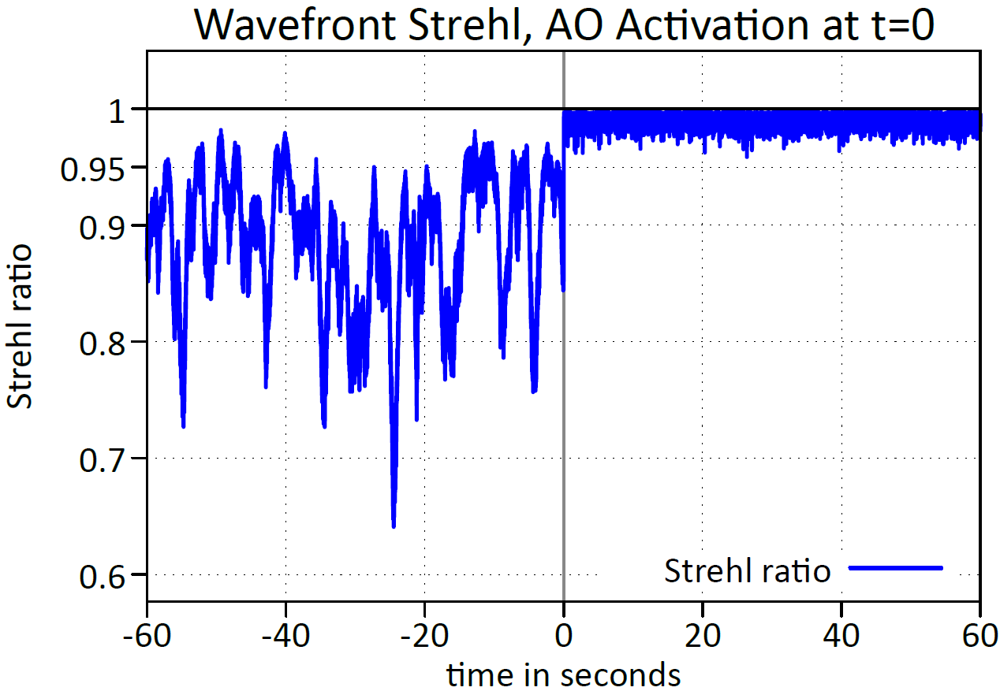 Wavefront Strehl, AO Activation at t=0
Strehl ratio
1
0.95
0.9
0.8
0.7
0.6
Strehl ratio
-60 -40 -20 0 20 40 60
time in seconds